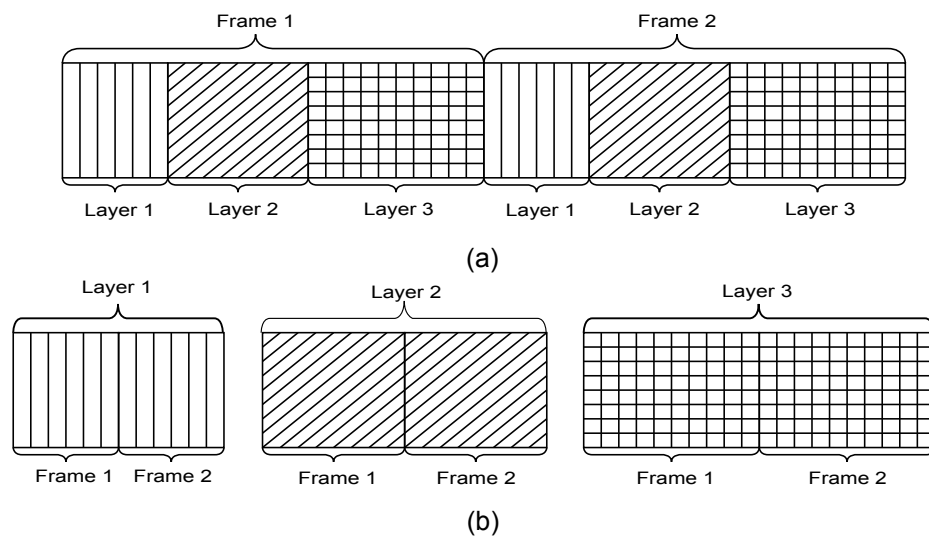 Frame 1 Frame 2
Layer 1 Layer 2 Layer 3 Layer 1 Layer 2 Layer 3
(a)
Layer 1 Layer 2 Layer 3
Frame 1 Frame 2 Frame 1 Frame 2 Frame 1 Frame 2
(b)